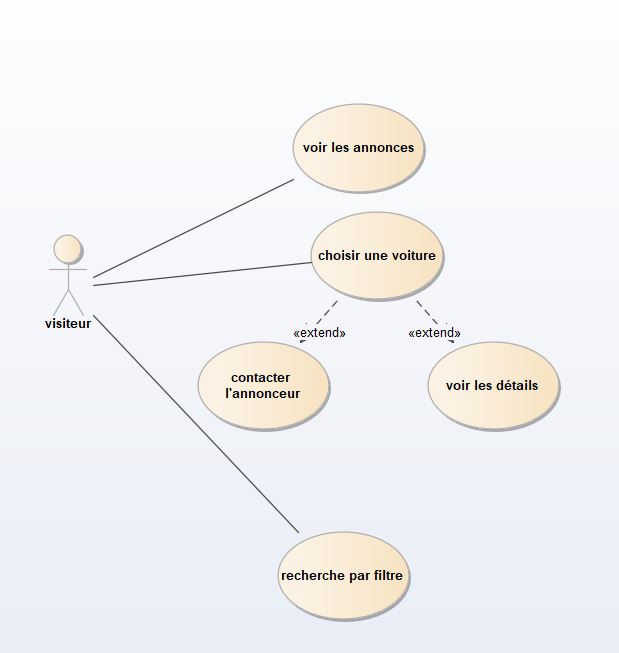 voir les annonces
choisir une voiture
visiteur
«extend»
«extend»
contacter
l'annonceur
voir les détails
recherche par filtre